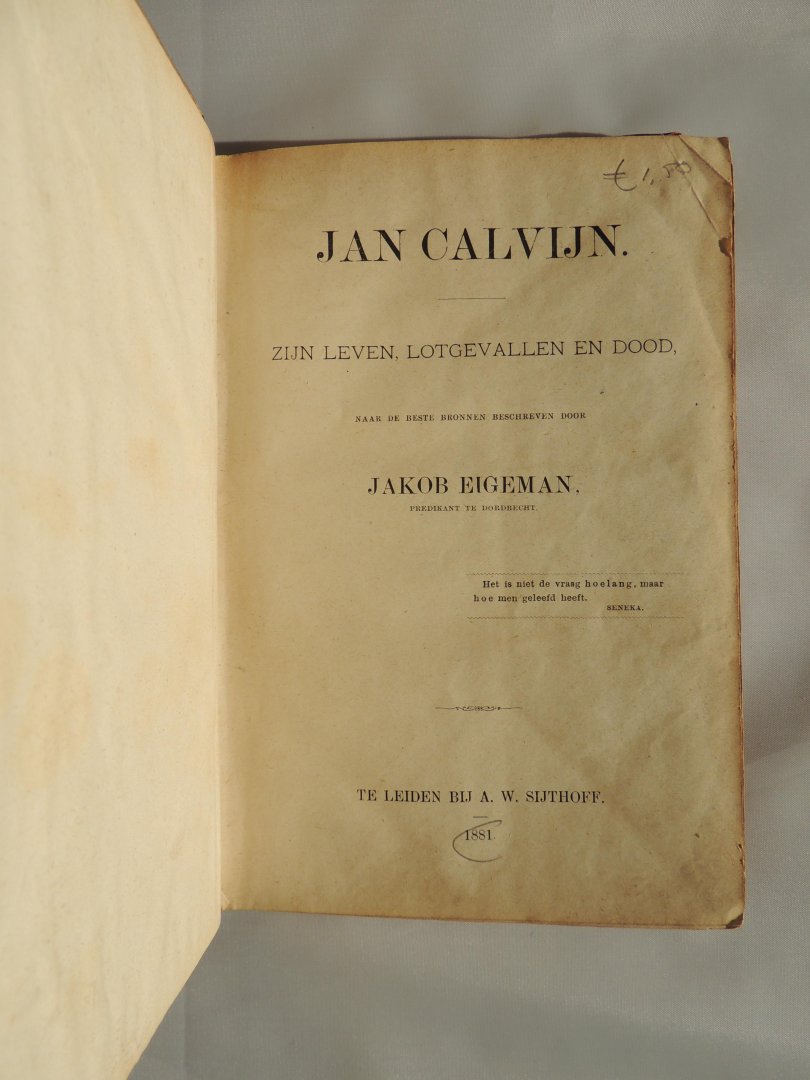 € 1,50
JAN CALVIJN.
ZIJN LEVEN, LOTGEVALLEN EN DOOD,
NAAR DE BESTE BRONNEN BESCHREVEN DOOR
JAKOB EIGEMAN,
PREDIKANT TE DORDRECHT.
Het is niet de vraag hoelang, maar
hoe men geleefd heeft.
SENEKA.
TE LEIDEN BIJ A. W. SIJTHOFF.
1881.